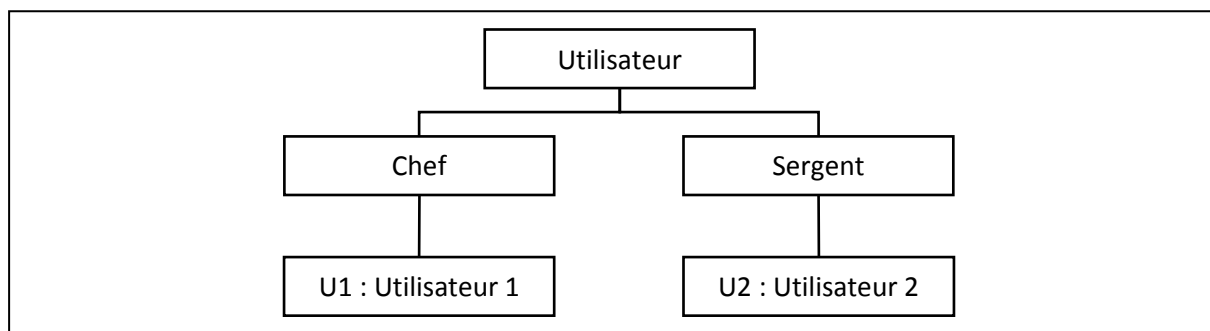 Utilisateur
Chef
Sergent
U1 : Utilisateur 1
U2 : Utilisateur 2